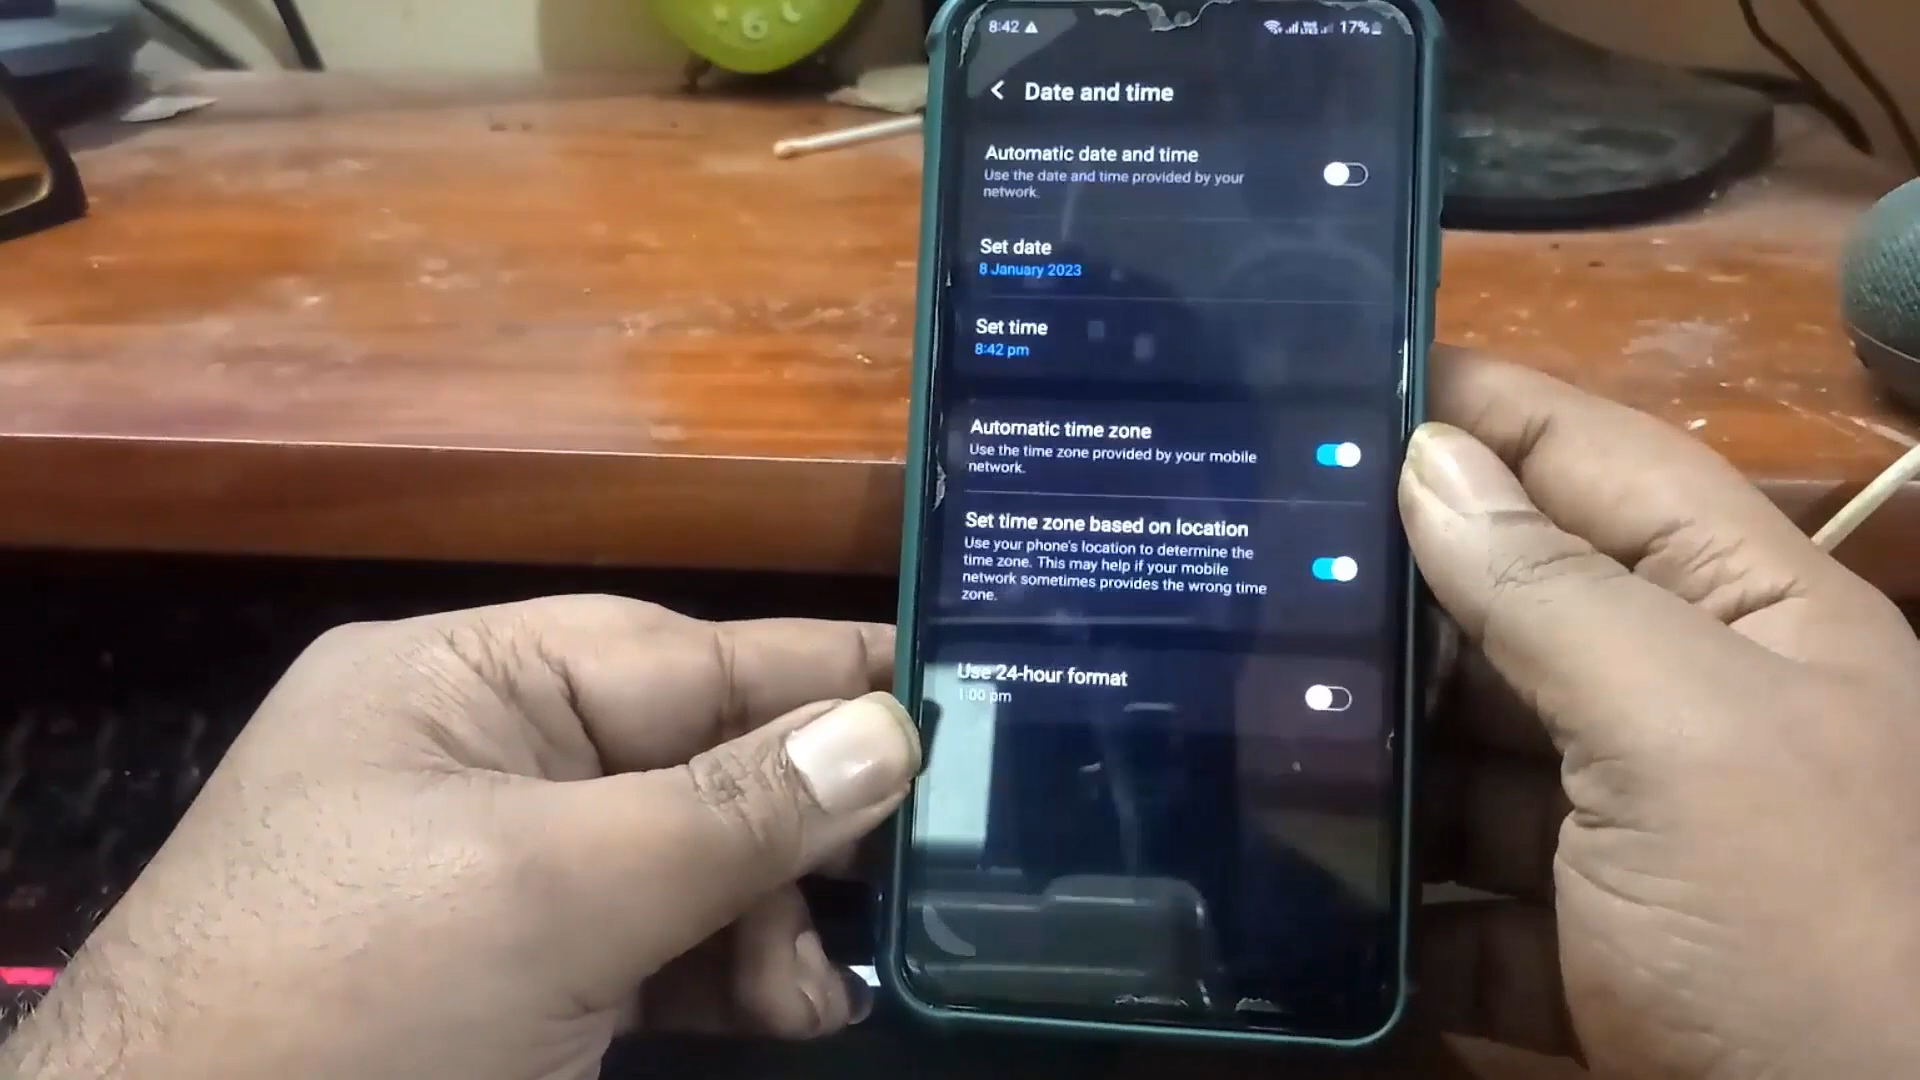 8:42
17%
Date and time
Automatic date and time
Use the date and time provided by your
network.
Set date
8 January 2023
Set time
8:42 pm
Automatic time zone
Use the time zone provided by your mobile
network.
Set time zone based on location
Use your phone's location to determine the
time zone. This may help if your mobile
network sometimes provides the wrong time
zone.
Use 24-hour format
1:00 pm
6